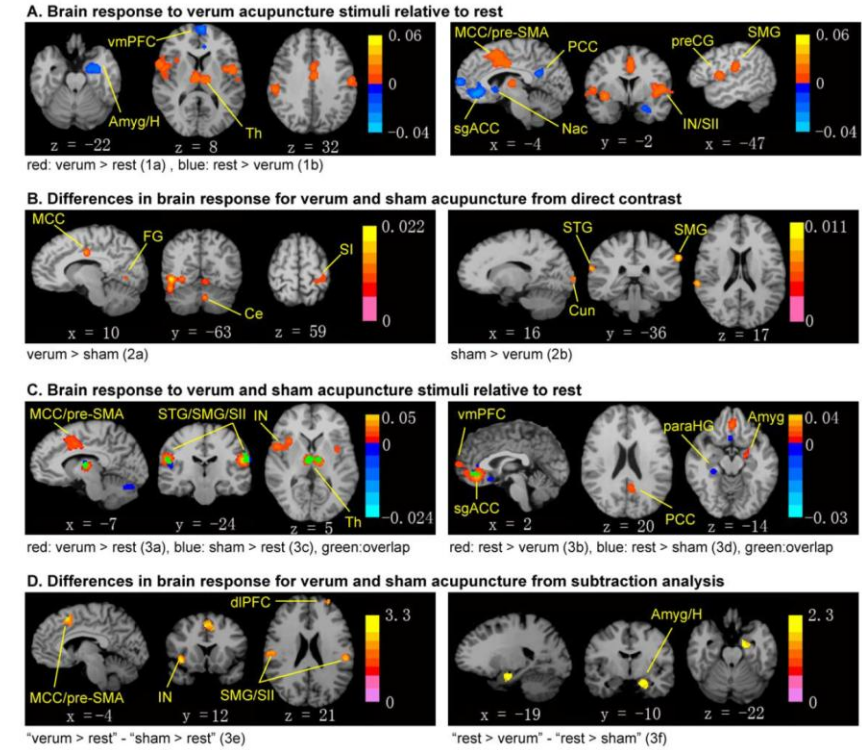 A. Brain response to verum acupuncture stimuli relative to rest
vmPFC
Amyg/H
Th
z = −22
z = 8
z = 32
0.06
0
−0.04
MCC/pre-SMA
PCC
preCG
SMG
sgACC
Nac
IN/SII
x = −4
y = −2
x = −47
0.06
0
−0.04
red: verum > rest (1a) , blue: rest > verum (1b)
B. Differences in brain response for verum and sham acupuncture from direct contrast
MCC
FG
SI
Ce
x = 10
y = −63
z = 59
0.022
0
STG
SMG
Cun
x = 16
y = −36
z = 17
0.011
0
verum > sham (2a)
sham > verum (2b)
C. Brain response to verum and sham acupuncture stimuli relative to rest
MCC/pre-SMA
STG/SMG/SII
IN
Th
x = −7
y = −24
z = 5
0.05
0
−0.024
vmPFC
paraHG
Amyg
sgACC
PCC
x = 2
z = 20
z = −14
0.04
0
−0.03
red: verum > rest (3a), blue: sham > rest (3c), green:overlap
red: rest > verum (3b), blue: rest > sham (3d), green:overlap
D. Differences in brain response for verum and sham acupuncture from subtraction analysis
dlPFC
MCC/pre-SMA
IN
SMG/SII
x =−4
y =12
z = 21
3.3
0
Amyg/H
x = −19
y = −10
z = −22
2.3
0
“verum > rest” - “sham > rest” (3e)
“rest > verum” - “rest > sham” (3f)